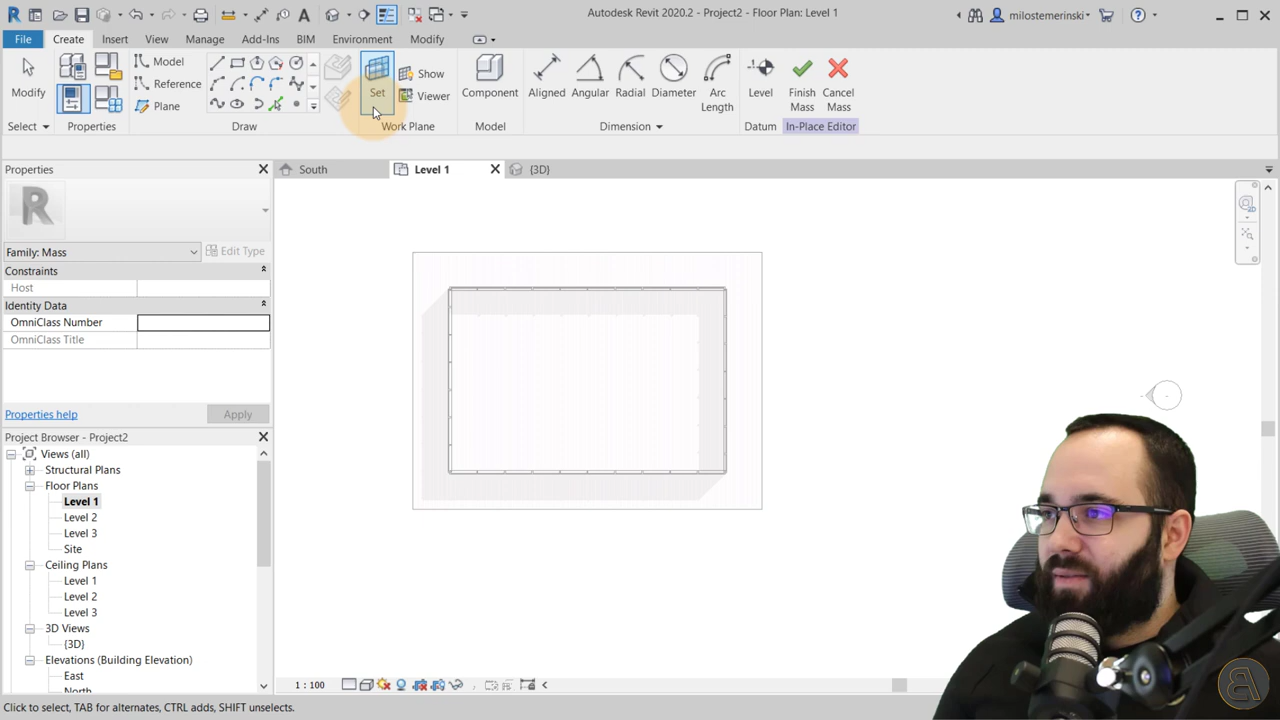 Autodesk Revit 2020.2 - Project2 - Floor Plan: Level 1
milostemerinski
File
Create
Insert
View
Manage
Add-Ins
BIM
Environment
Modify
Modify
Model
Reference
Plane
Set
Show
Viewer
Component
Aligned
Angular
Radial
Diameter
Arc
Length
Level
Finish
Mass
Cancel
Mass
Select
Properties
Draw
Work Plane
Model
Dimension
Datum
In-Place Editor
Properties
South
Level 1
{3D}
R
Family: Mass
Edit Type
Constraints
Host
Identity Data
OmniClass Number
OmniClass Title
Properties help
Apply
Project Browser - Project2
Views (all)
Structural Plans
Floor Plans
Level 1
Level 2
Level 3
Site
Ceiling Plans
Level 1
Level 2
Level 3
3D Views
{3D}
Elevations (Building Elevation)
East
North
1 : 100
Click to select, TAB for alternates, CTRL adds, SHIFT unselects.